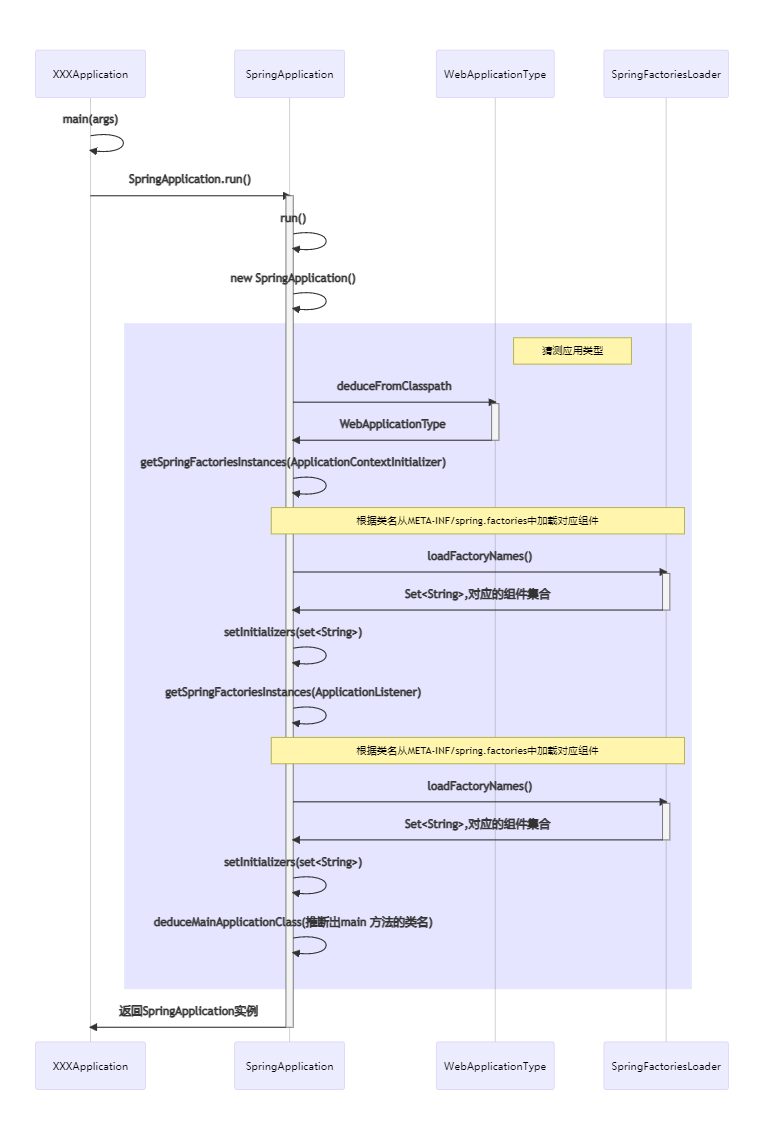 XXXApplication
SpringApplication
WebApplicationType
SpringFactoriesLoader
main(args)
SpringApplication.run()
run()
new SpringApplication()
猜测应用类型
deduceFromClasspath
WebApplicationType
getSpringFactoriesInstances(ApplicationContextInitializer)
根据类名从META-INF/spring.factories中加载对应组件
loadFactoryNames()
Set<String>,对应的组件集合
setInitializers(set<String>)
getSpringFactoriesInstances(ApplicationListener)
根据类名从META-INF/spring.factories中加载对应组件
loadFactoryNames()
Set<String>,对应的组件集合
setInitializers(set<String>)
deduceMainApplicationClass(推断出main 方法的类名)
返回SpringApplication实例
XXXApplication
SpringApplication
WebApplicationType
SpringFactoriesLoader